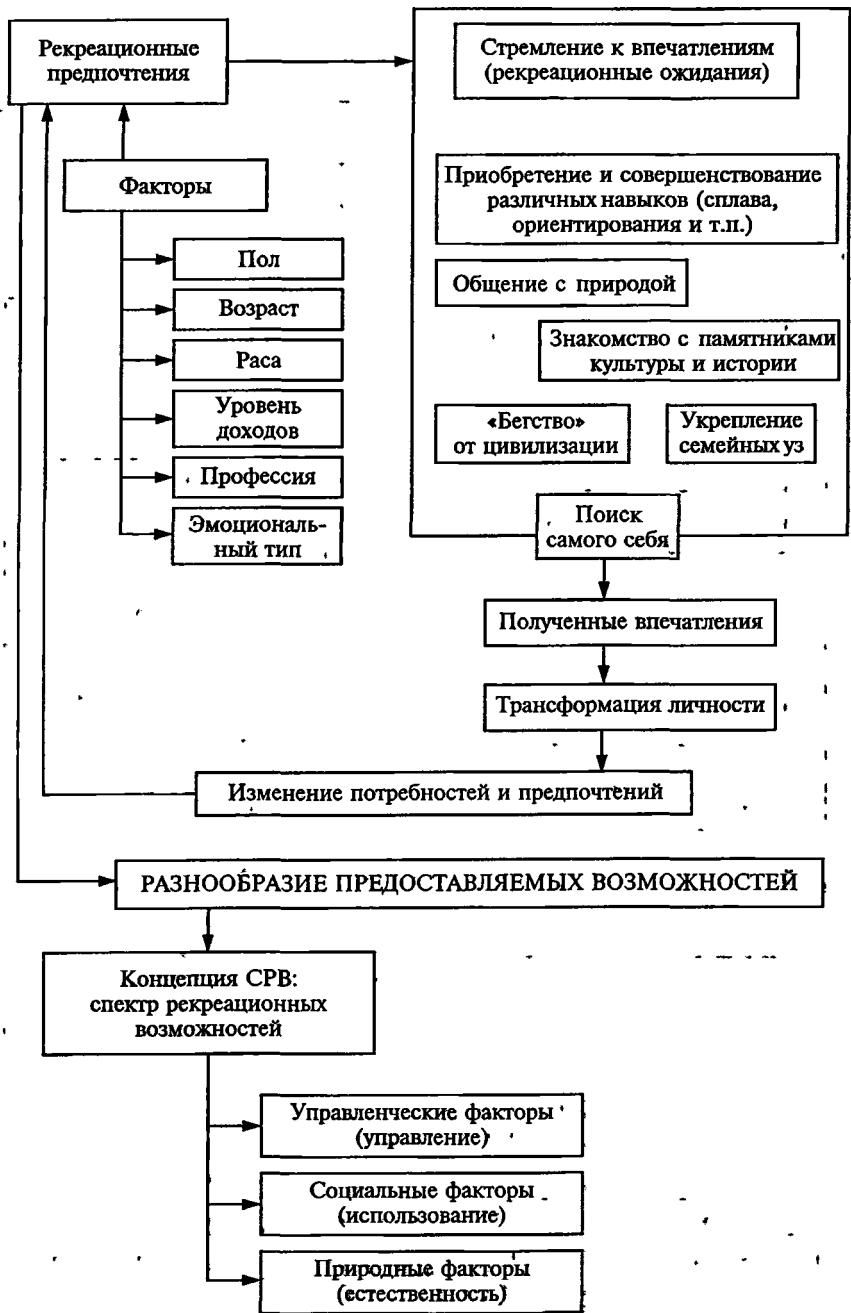 Рекреационные
предпочтения
Стремление к впечатлениям
(рекреационные ожидания)
Факторы
Пол
Возраст
Раса
Уровень
доходов
Профессия
Эмоциональ-
ный тип
Приобретение и совершенствование
различных навыков (сплава,
ориентирования и т.п.)
Общение с природой
Знакомство с памятниками
культуры и истории
«Бегство»
от цивилизации
Укрепление
семейных уз
Поиск
самого себя
Полученные впечатления
Трансформация личности
Изменение потребностей и предпочтений
РАЗНООБРАЗИЕ ПРЕДОСТАВЛЯЕМЫХ ВОЗМОЖНОСТЕЙ
Концепция СРВ:
спектр рекреационных
возможностей
Управленческие факторы
(управление)
Социальные факторы
(использование)
Природные факторы
(естественность)